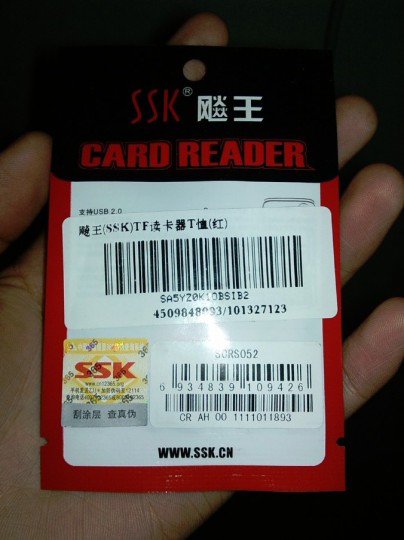 SSK® 飚王
CARD READER
支持USB 2.0
飚王(SSK)TF读卡器T恤(红)
SA5YZ0K10BSIB2
4509848093/101327123
SCRS052
SSK
刮涂层 查真伪
6 934839 109426
CR AH 00 1111011893
WWW.SSK.CN